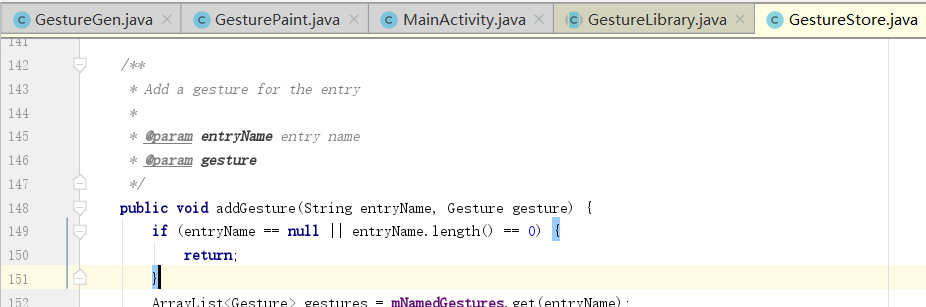 GestureGen.java × GesturePaint.java × MainActivity.java × GestureLibrary.java × GestureStore.java
141
142 /**
143 * Add a gesture for the entry
144 *
145 * @param entryName entry name
146 * @param gesture
147 */
148 public void addGesture(String entryName, Gesture gesture) {
149 if (entryName == null || entryName.length() == 0) {
150 return;
151 }
152 ArrayList<Gesture> gestures = mNamedGestures.get(entryName);